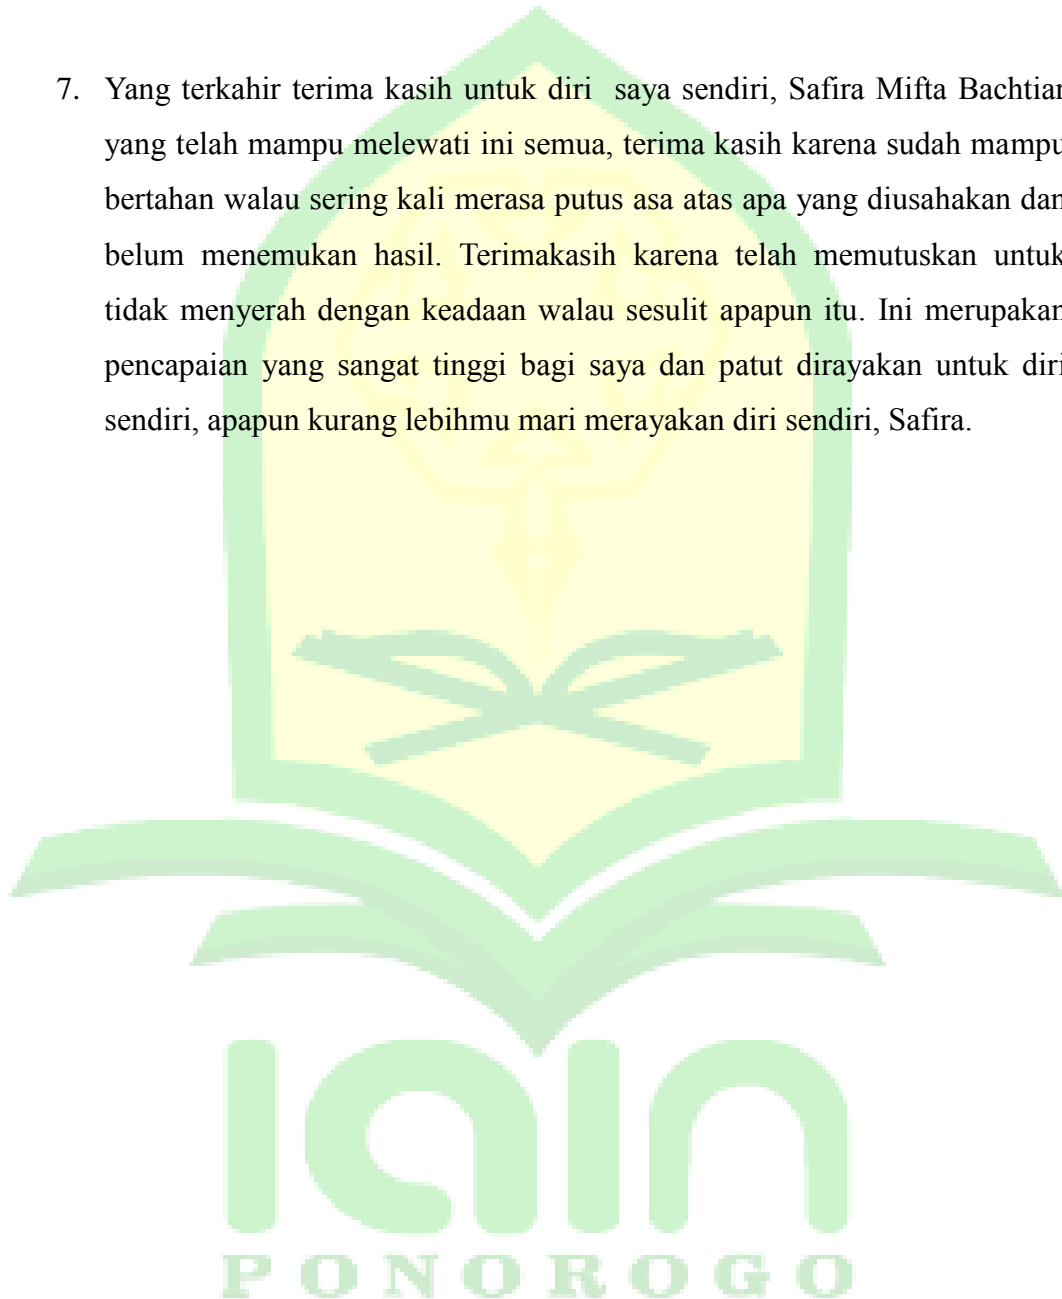 7. Yang terkahir terima kasih untuk diri saya sendiri, Safira Mifta Bachtiar
yang telah mampu melewati ini semua, terima kasih karena sudah mampu
bertahan walau sering kali merasa putus asa atas apa yang diusahakan dan
belum menemukan hasil. Terimakasih karena telah memutuskan untuk
tidak menyerah dengan keadaan walau sesulit apapun itu. Ini merupakan
pencapaian yang sangat tinggi bagi saya dan patut dirayakan untuk diri
sendiri, apapun kurang lebihmu mari merayakan diri sendiri, Safira.
iain
PONOROGO